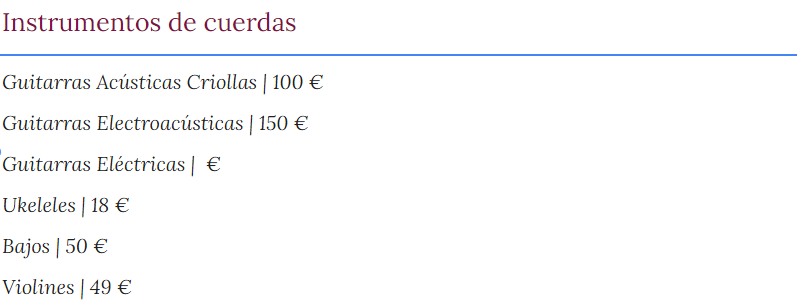 Instrumentos de cuerdas
Guitarras Acústicas Criollas | 100 €
Guitarras Electroacústicas | 150 €
Guitarras Eléctricas |  €
Ukeleles | 18 €
Bajos | 50 €
Violines | 49 €